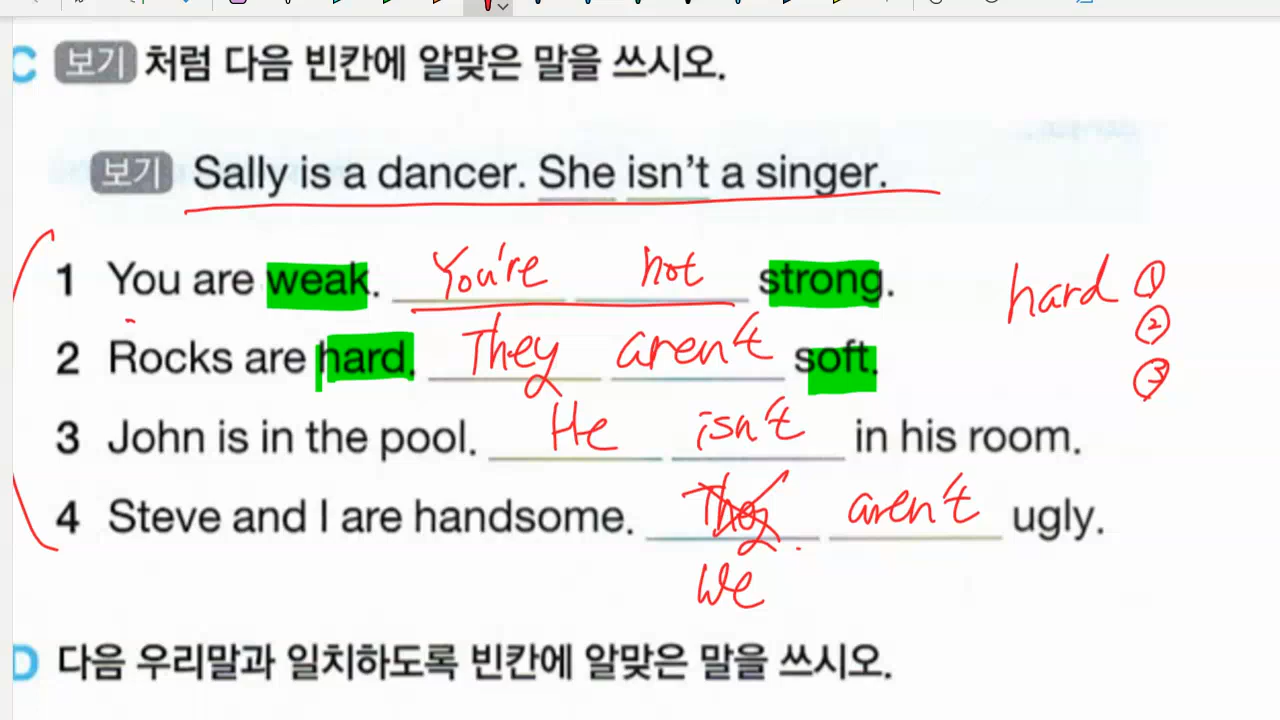 C 보기 처럼 다음 빈칸에 알맞은 말을 쓰시오.
보기 Sally is a dancer. She isn't a singer.
1 You are weak. You're not strong.
hard ① ② ③
2 Rocks are hard. They aren't soft.
3 John is in the pool. He isn't in his room.
4 Steve and I are handsome. They aren't ugly.
We
D 다음 우리말과 일치하도록 빈칸에 알맞은 말을 쓰시오.